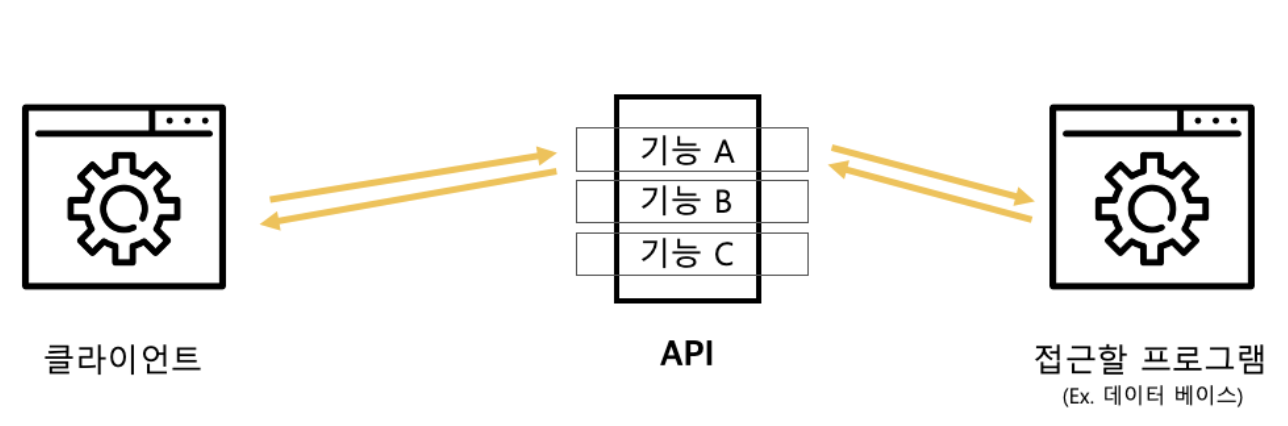 기능 A
기능 B
기능 C
클라이언트
API
접근할 프로그램
(Ex. 데이터 베이스)